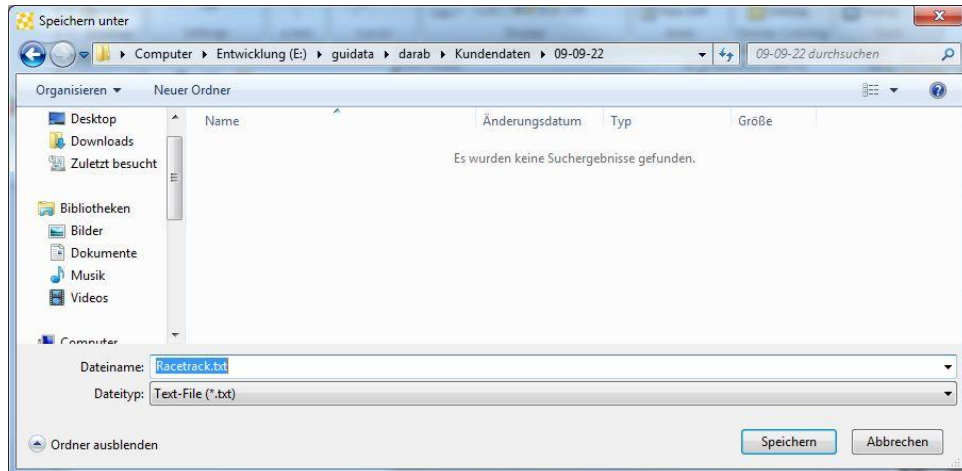 Speichern unter
Computer Entwicklung (E:) guidata darab Kundendaten 09-09-22
09-09-22 durchsuchen
Organisieren
Neuer Ordner
Desktop
Downloads
Zuletzt besucht
Bibliotheken
Bilder
Dokumente
Musik
Videos
Computer
Name Änderungsdatum Typ Größe
Es wurden keine Suchergebnisse gefunden.
Dateiname: Racetrack.txt
Dateityp: Text-File (*.txt)
Ordner ausblenden
Speichern
Abbrechen